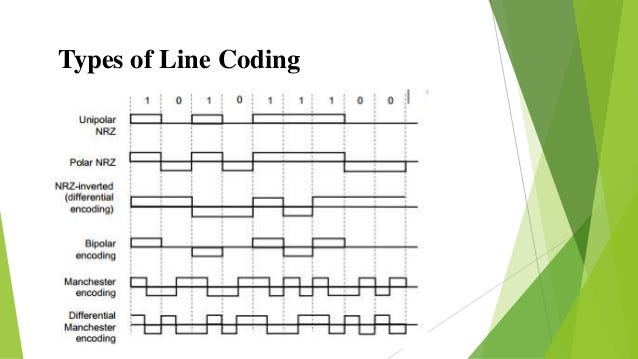 Types of Line Coding
1 0 1 0 1 1 1 0 0
Unipolar
NRZ
Polar NRZ
NRZ-inverted
(differential
encoding)
Bipolar
encoding
Manchester
encoding
Differential
Manchester
encoding